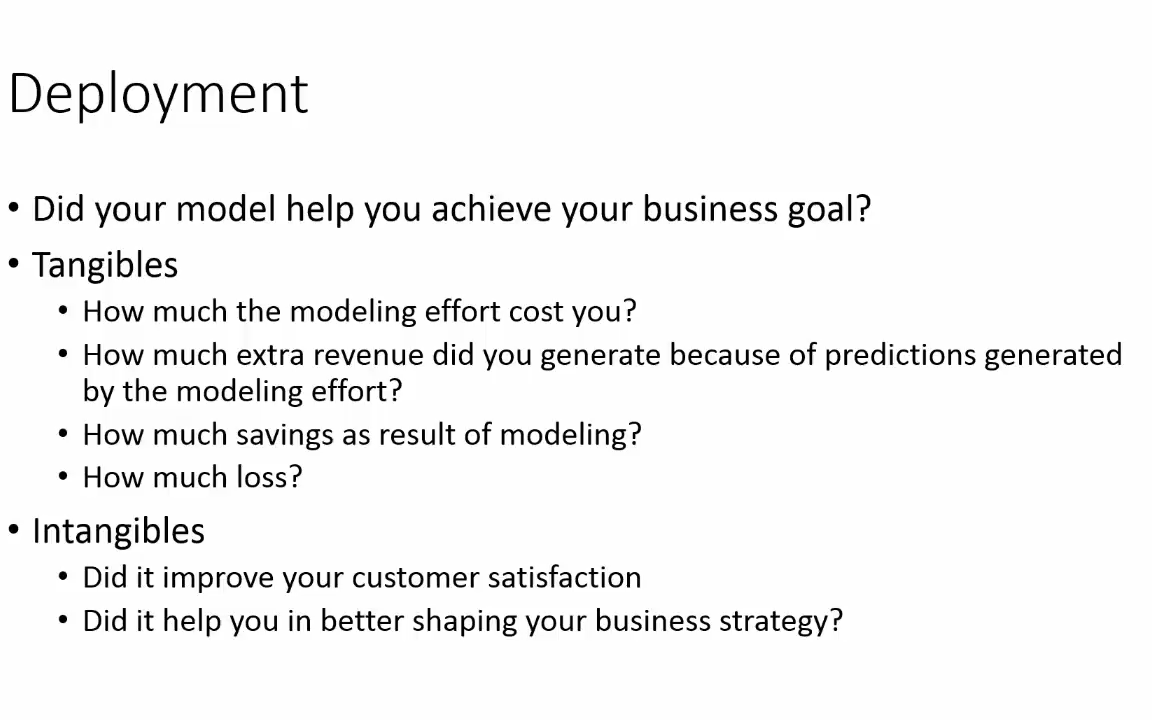 Deployment
• Did your model help you achieve your business goal?
• Tangibles
• How much the modeling effort cost you?
• How much extra revenue did you generate because of predictions generated
by the modeling effort?
• How much savings as result of modeling?
• How much loss?
• Intangibles
• Did it improve your customer satisfaction
• Did it help you in better shaping your business strategy?